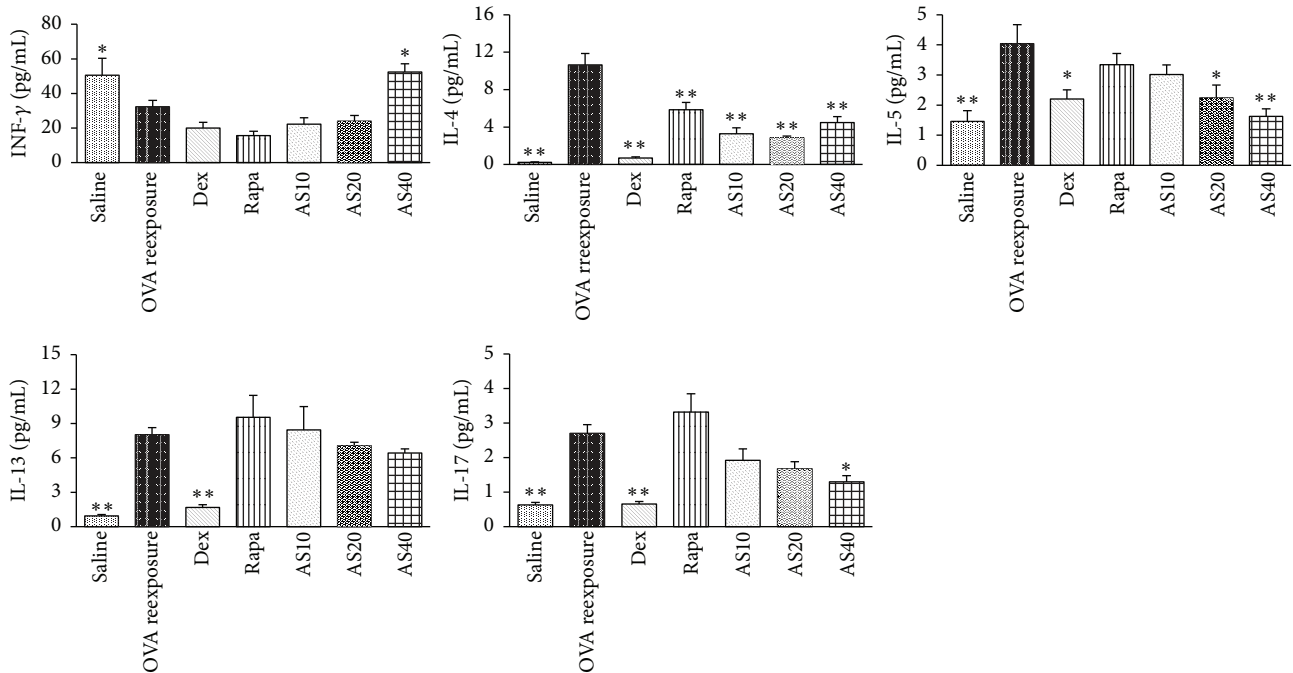 INF-γ (pg/mL)
80
60
40
20
0
*
*
Saline
OVA reexposure
Dex
Rapa
AS10
AS20
AS40
IL-4 (pg/mL)
16
12
8
4
0
**
**
**
**
**
**
Saline
OVA rreexposure
Dex
Rapa
AS10
AS20
AS40
IL-5 (pg/mL)
5
4
3
2
1
0
**
*
*
**
Saline
OVA reexposure
Dex
Rapa
AS10
AS20
AS40
IL-13 (pg/mL)
15
12
9
6
3
0
**
**
Saline
OVA reexposure
Dex
Rapa
AS10
AS20
AS40
IL-17 (pg/mL)
5
4
3
2
1
0
**
**
*
Saline
OVA reexposure
Dex
Rapa
AS10
AS20
AS40